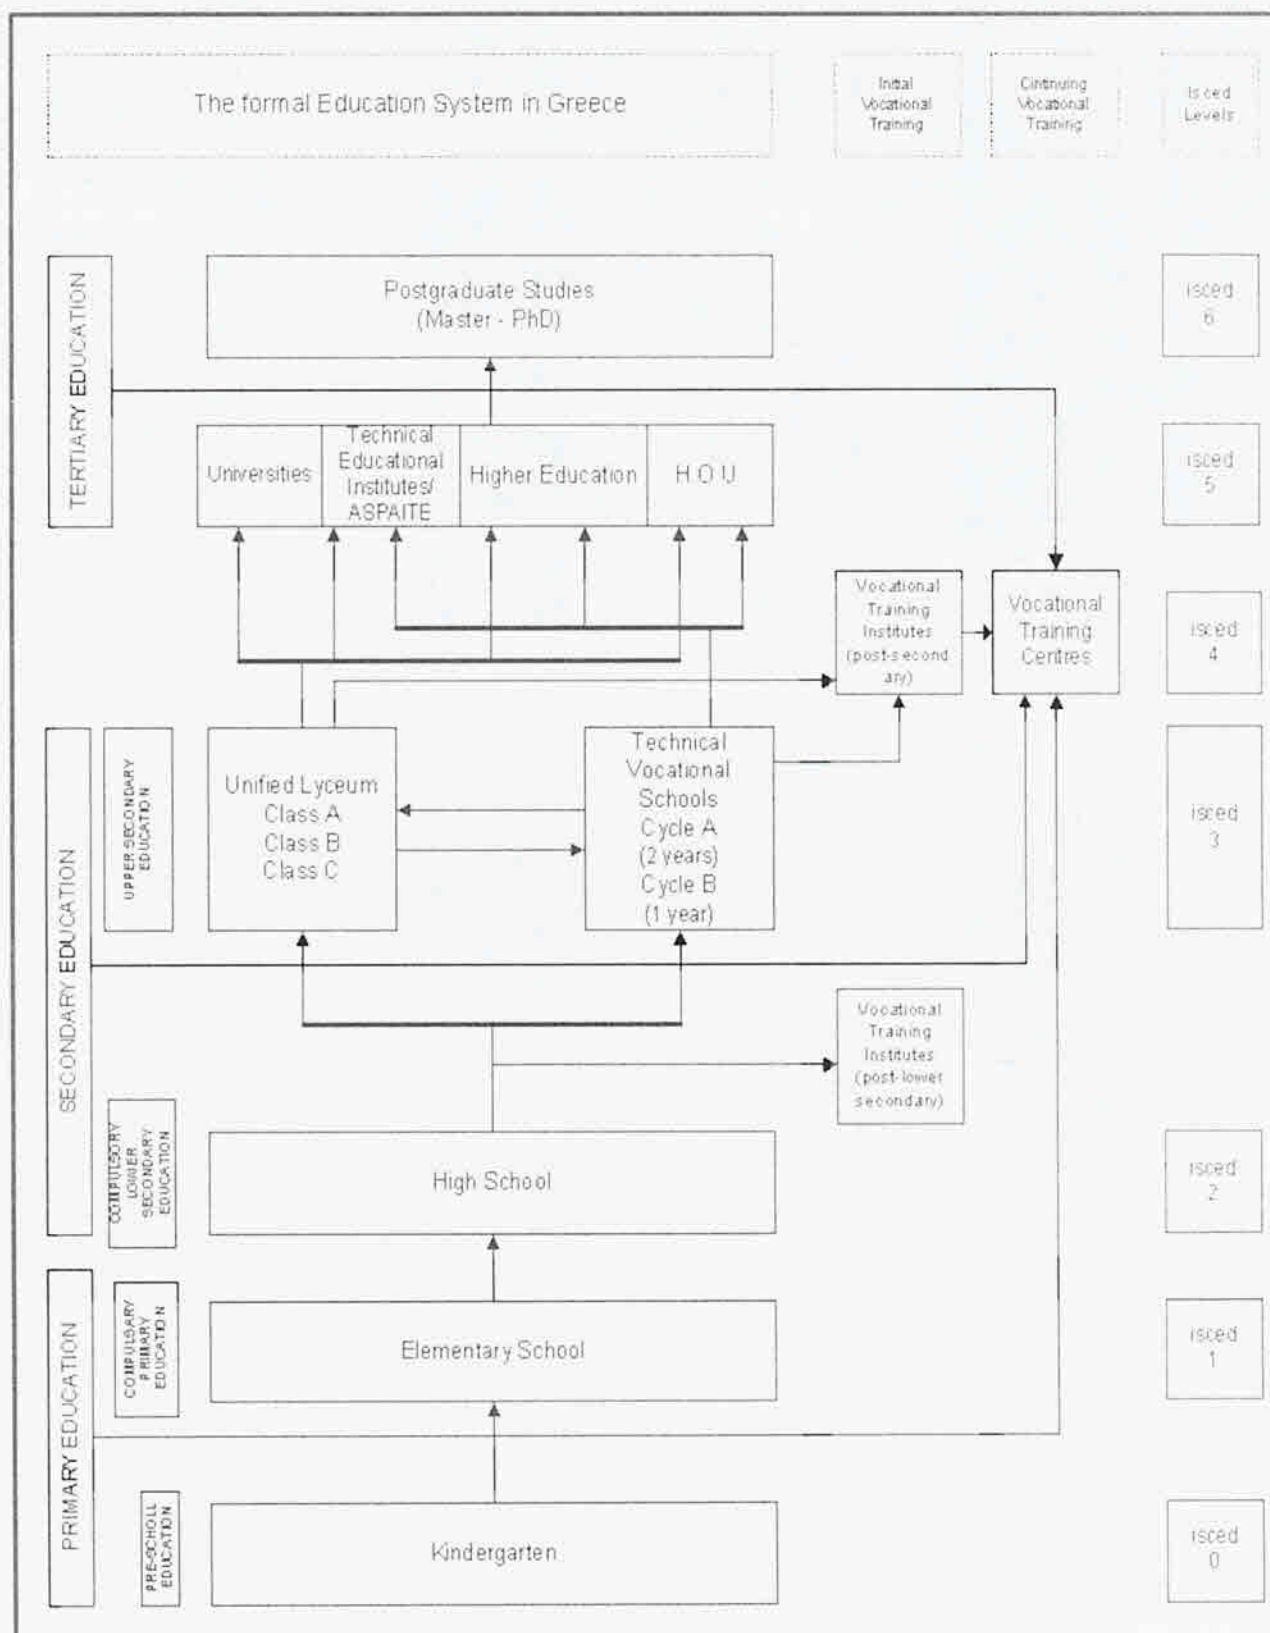 The formal Education System in Greece
Initial
Vocational
Training
Cintinuing
Vocational
Training
Isced
Levels
TERTIARY EDUCATION
Postgraduate Studies
(Master - PhD)
isced
6
Universities
Technical
Educational
Institutes/
ASPAITE
Higher Education
H O U
isced
5
Vocational
Training
Institutes
(post-second
ary)
Vocational
Training
Centres
isced
4
SECONDARY EDUCATION
UPPER SECONDARY
EDUCATION
Unified Lyceum
Class A
Class B
Class C
Technical
Vocational
Schools
Cycle A
(2 years)
Cycle B
(1 year)
isced
3
Vocational
Training
Institutes
(post-lower
secondary)
COMPULSORY
LOWER
SECONDARY
EDUCATION
High School
isced
2
PRIMARY EDUCATION
COMPULSARY
PRIMARY
EDUCATION
Elementary School
isced
1
PRE-SCHOLL
EDUCATION
Kindergarten
isced
0